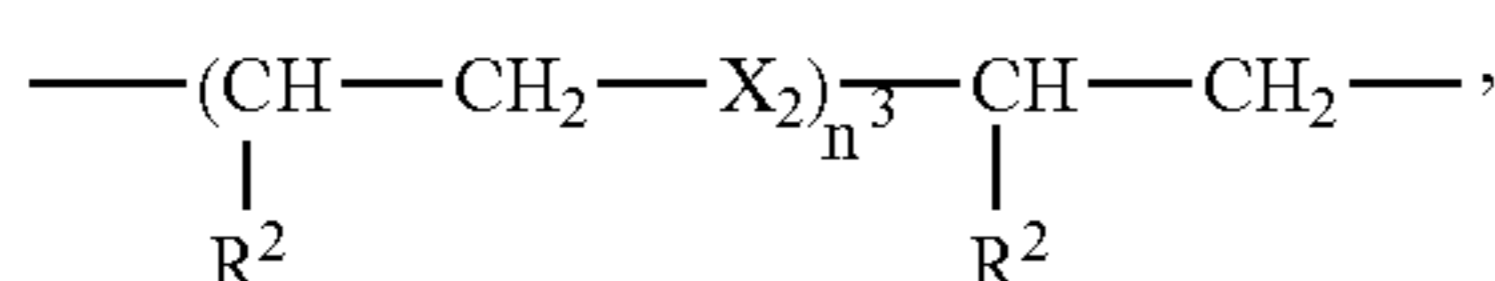 —(CH—CH₂—X₂)ₙ³—CH—CH₂—,
R² R²